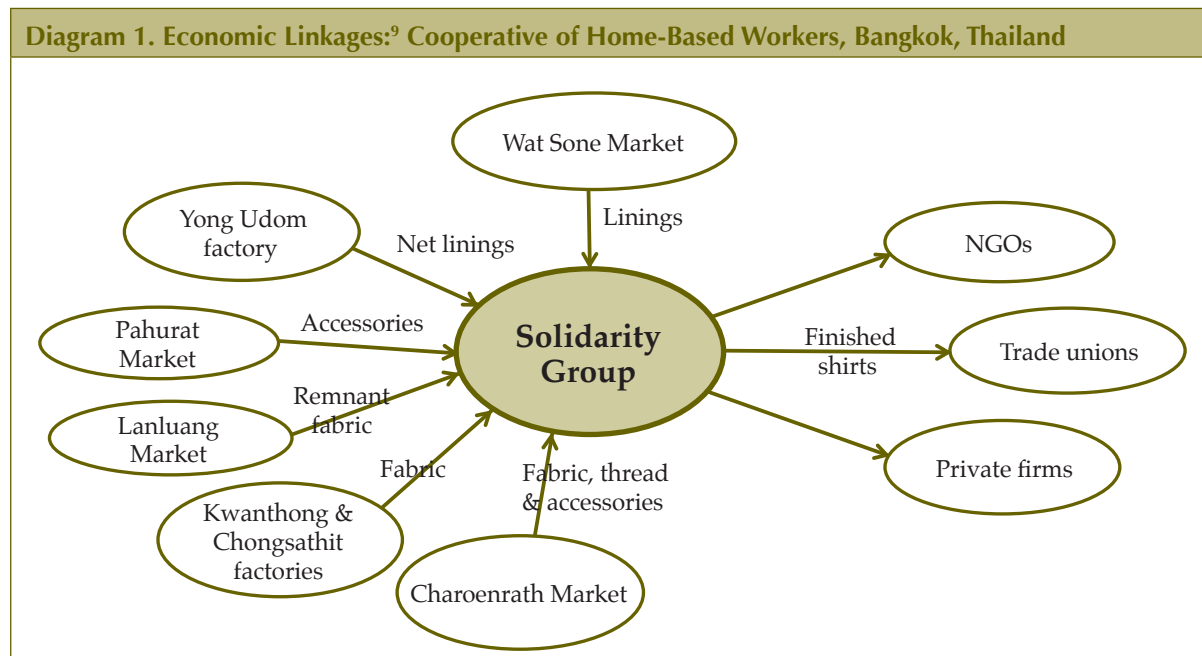 Diagram 1. Economic Linkages:⁹ Cooperative of Home-Based Workers, Bangkok, Thailand
Wat Sone Market
Linings
Yong Udom
factory
Net linings
NGOs
Pahurat
Market
Accessories
Solidarity
Group
Finished
shirts
Trade unions
Lanluang
Market
Remnant
fabric
Fabric
Kwanthong &
Chongsathit
factories
Fabric, thread
& accessories
Charoenrath Market
Private firms